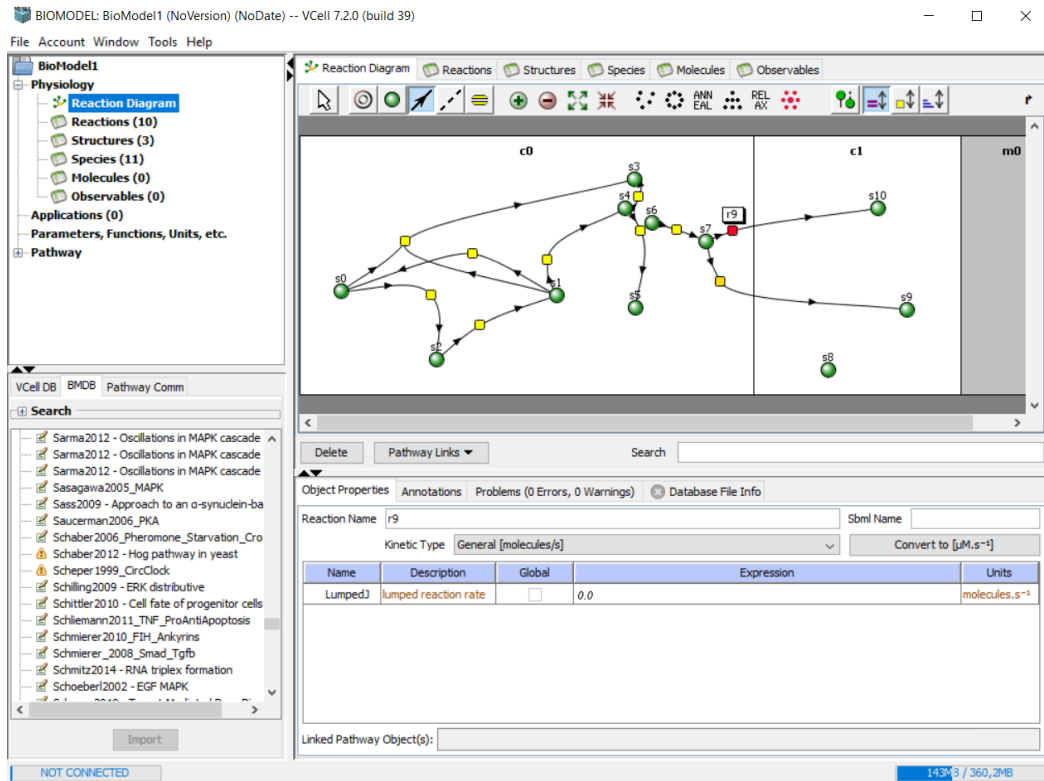 BIOMODEL: BioModel1 (NoVersion) (NoDate) -- VCell 7.2.0 (build 39)
File Account Window Tools Help
BioModel1
Physiology
Reaction Diagram
Reactions (10)
Structures (3)
Species (11)
Molecules (0)
Observables (0)
Applications (0)
Parameters, Functions, Units, etc.
Pathway
VCell DB BMDB Pathway Comm
Search
Sarma2012 - Oscillations in MAPK cascade
Sarma2012 - Oscillations in MAPK cascade
Sarma2012 - Oscillations in MAPK cascade
Sasagawa2005_MAPK
Sass2009 - Approach to an α-synuclein-ba
Saucerman2006_PKA
Schaber2006_Pheromone_Starvation_Cro
Schaber2012 - Hog pathway in yeast
Scheper1999_CircClock
Schilling2009 - ERK distributive
Schittler2010 - Cell fate of progenitor cells
Schliemann2011_TNF_ProAntiApoptosis
Schmierer2010_FIH_Ankyrins
Schmierer_2008_Smad_Tgfb
Schmitz2014 - RNA triplex formation
Schoeberl2002 - EGF MAPK
Import
NOT CONNECTED
Reaction Diagram Reactions Structures Species Molecules Observables
ANN EAL
REL AX
c0 c1 m0
s3
s4
s6
r9
s7
s10
s0
s1
s5
s9
s2
s8
Delete Pathway Links Search
Object Properties Annotations Problems (0 Errors, 0 Warnings) Database File Info
Reaction Name r9 Sbml Name
Kinetic Type General [molecules/s] Convert to [µM.s⁻¹]
Name Description Global Expression Units
LumpedJ lumped reaction rate 0.0 molecules.s⁻¹
Linked Pathway Object(s):
143MB / 360,2MB